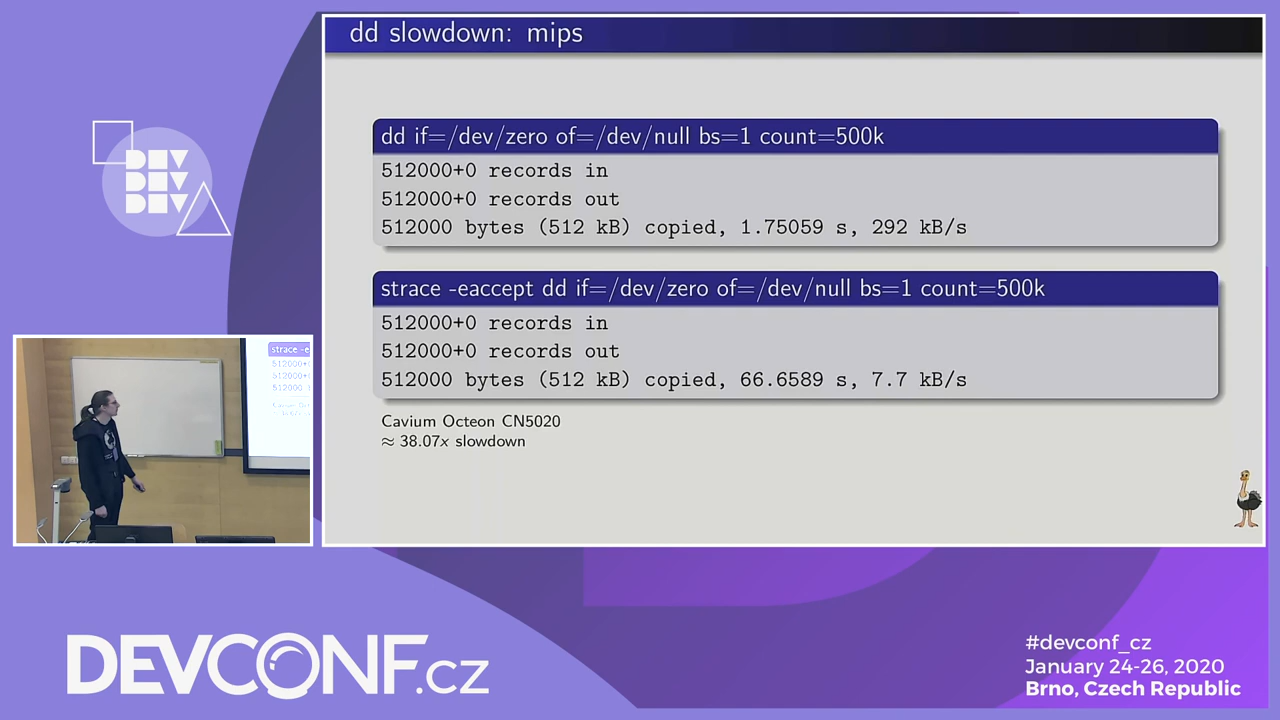 dd slowdown: mips
dd if=/dev/zero of=/dev/null bs=1 count=500k
512000+0 records in
512000+0 records out
512000 bytes (512 kB) copied, 1.75059 s, 292 kB/s
strace -eaccept dd if=/dev/zero of=/dev/null bs=1 count=500k
512000+0 records in
512000+0 records out
512000 bytes (512 kB) copied, 66.6589 s, 7.7 kB/s
Cavium Octeon CN5020
≈ 38.07x slowdown
DEV
DEV
DEV
strace -e
512000+
512000+
512000
DEVCONF.cz
#devconf_cz
January 24-26, 2020
Brno, Czech Republic